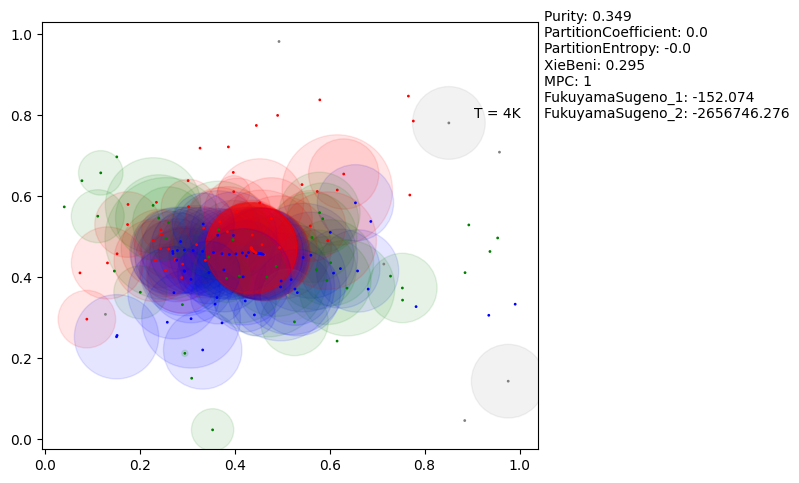 Purity: 0.349
PartitionCoefficient: 0.0
PartitionEntropy: -0.0
XieBeni: 0.295
MPC: 1
FukuyamaSugeno_1: -152.074
FukuyamaSugeno_2: -2656746.276
T = 4K
1.0
0.8
0.6
0.4
0.2
0.0
0.0 0.2 0.4 0.6 0.8 1.0